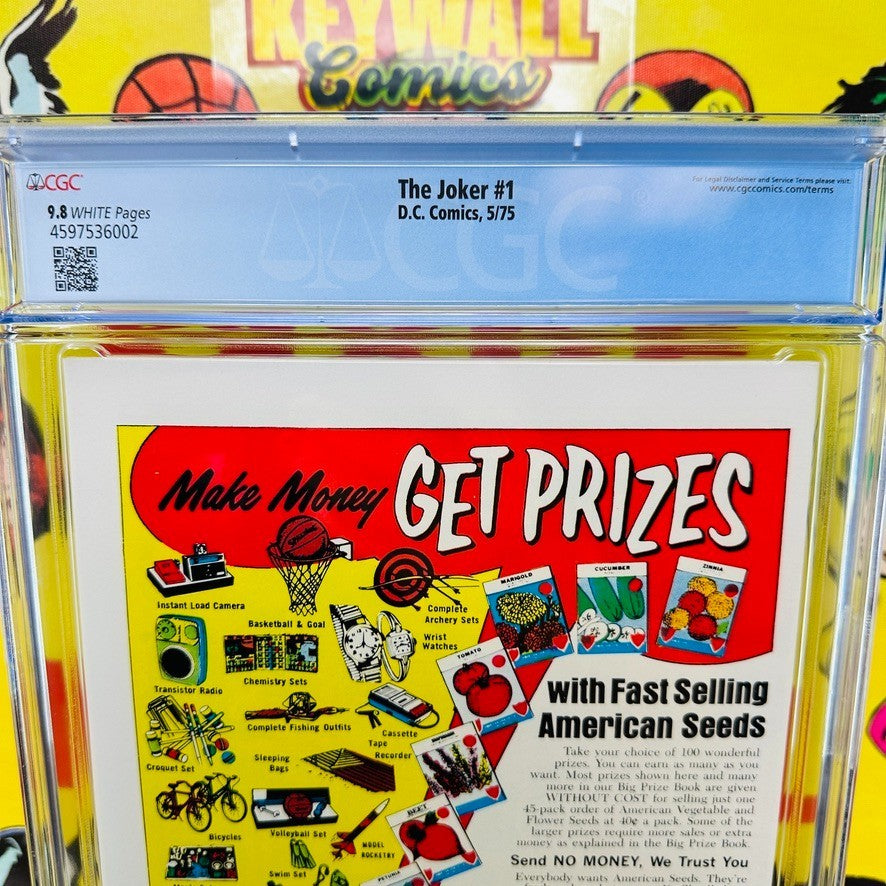 KEYWALL
Comics
CGC
The Joker #1
D.C. Comics, 5/75
For Legal Disclaimer and Service Terms please visit:
www.cgccomics.com/terms
9.8 WHITE Pages
4597536002
CGC
Make Money GET PRIZES
Instant Load Camera
Basketball & Goal
Complete
Archery Sets
Wrist
Watches
Transistor Radio
Chemistry Sets
Complete Fishing Outfits
Cassette
Tape
Recorder
Croquet Set
Sleeping
Bags
Bicycles
Volleyball Set
MODEL
ROCKETRY
Swim Set
MARIGOLD
CUCUMBER
ZINNIA
TOMATO
BEET
PETUNIA
with Fast Selling
American Seeds
Take your choice of 100 wonderful
prizes. You can earn as many as you
want. Most prizes shown here and many
more in our Big Prize Book are given
WITHOUT COST for selling just one
45-pack order of American Vegetable and
Flower Seeds at 40¢ a pack. Some of the
larger prizes require more sales or extra
money as explained in the Big Prize Book.
Send NO MONEY, We Trust You
Everybody wants American Seeds. They're